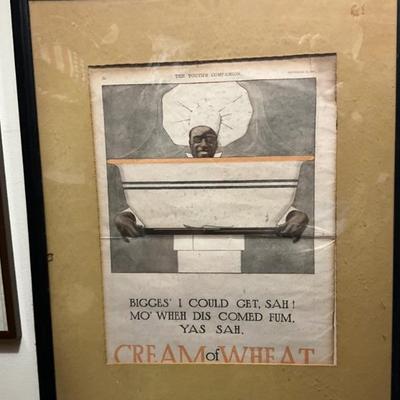 THE YOUTH'S COMPANION.
BIGGES' I COULD GET, SAH!
MO' WHEH DIS COMED FUM.
YAS SAH.
CREAM of WHEAT